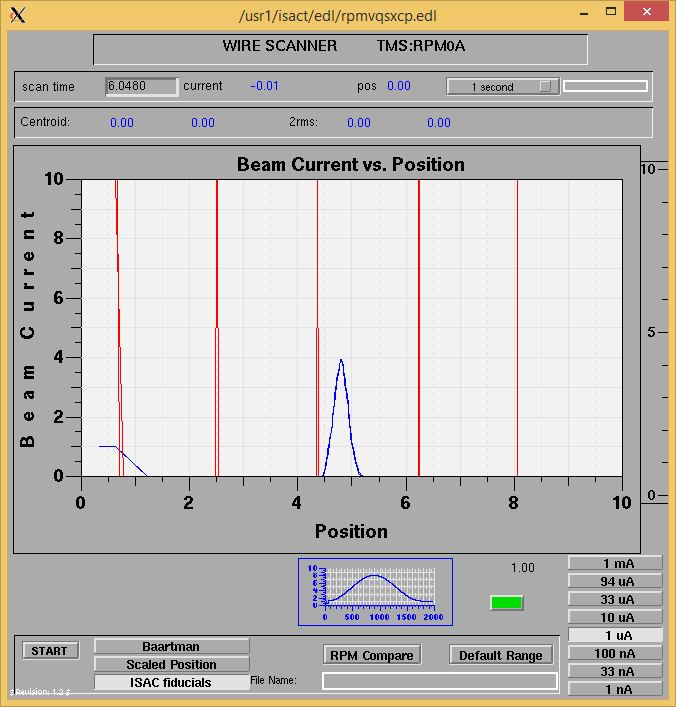 /usr1/isact/edl/rpmvqsxcp.edl
WIRE SCANNER TMS:RPM0A
scan time 6.0480 current -0.01 pos 0.00 1 second
Centroid: 0.00 0.00 2rms: 0.00 0.00
Beam Current vs. Position
10
8
6
4
2
0
Beam Current
0 2 4 6 8 10
Position
10
5
0
10
8
6
4
2
0
0 500 1000 1500 2000
1.00
1 mA
94 uA
33 uA
10 uA
1 uA
100 nA
33 nA
1 nA
START
Baartman
Scaled Position
ISAC fiducials
RPM Compare
Default Range
File Name:
$Revision: 1.2 $